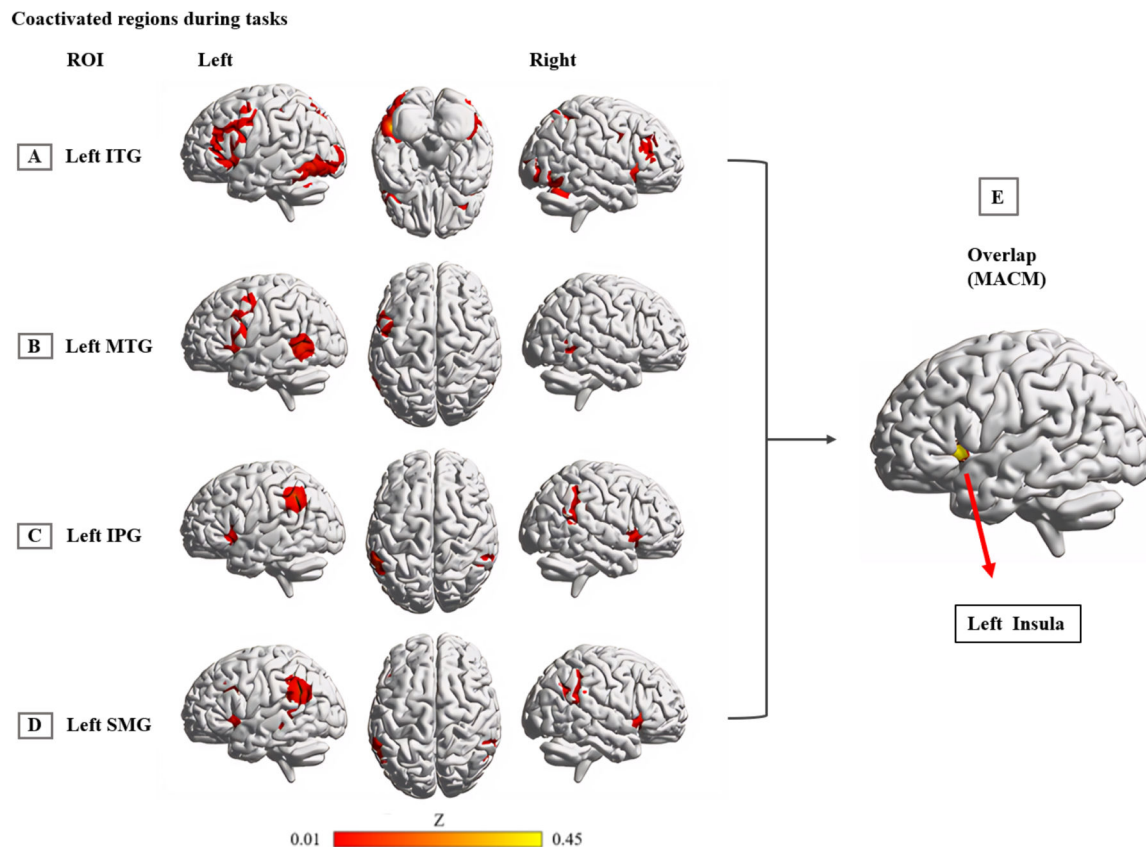 Coactivated regions during tasks
ROI Left Right
A Left ITG
B Left MTG
C Left IPG
D Left SMG
E
Overlap
(MACM)
Left Insula
Z
0.01 0.45